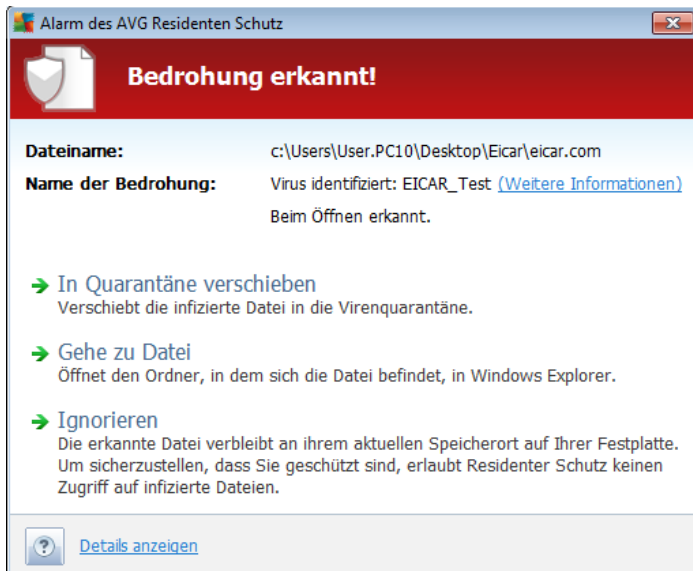 Alarm des AVG Residenten Schutz
Bedrohung erkannt!
Dateiname: c:\Users\User.PC10\Desktop\Eicar\eicar.com
Name der Bedrohung: Virus identifiziert: EICAR_Test (Weitere Informationen)
Beim Öffnen erkannt.
In Quarantäne verschieben
Verschiebt die infizierte Datei in die Virenquarantäne.
Gehe zu Datei
Öffnet den Ordner, in dem sich die Datei befindet, in Windows Explorer.
Ignorieren
Die erkannte Datei verbleibt an ihrem aktuellen Speicherort auf Ihrer Festplatte.
Um sicherzustellen, dass Sie geschützt sind, erlaubt Residenter Schutz keinen
Zugriff auf infizierte Dateien.
? Details anzeigen